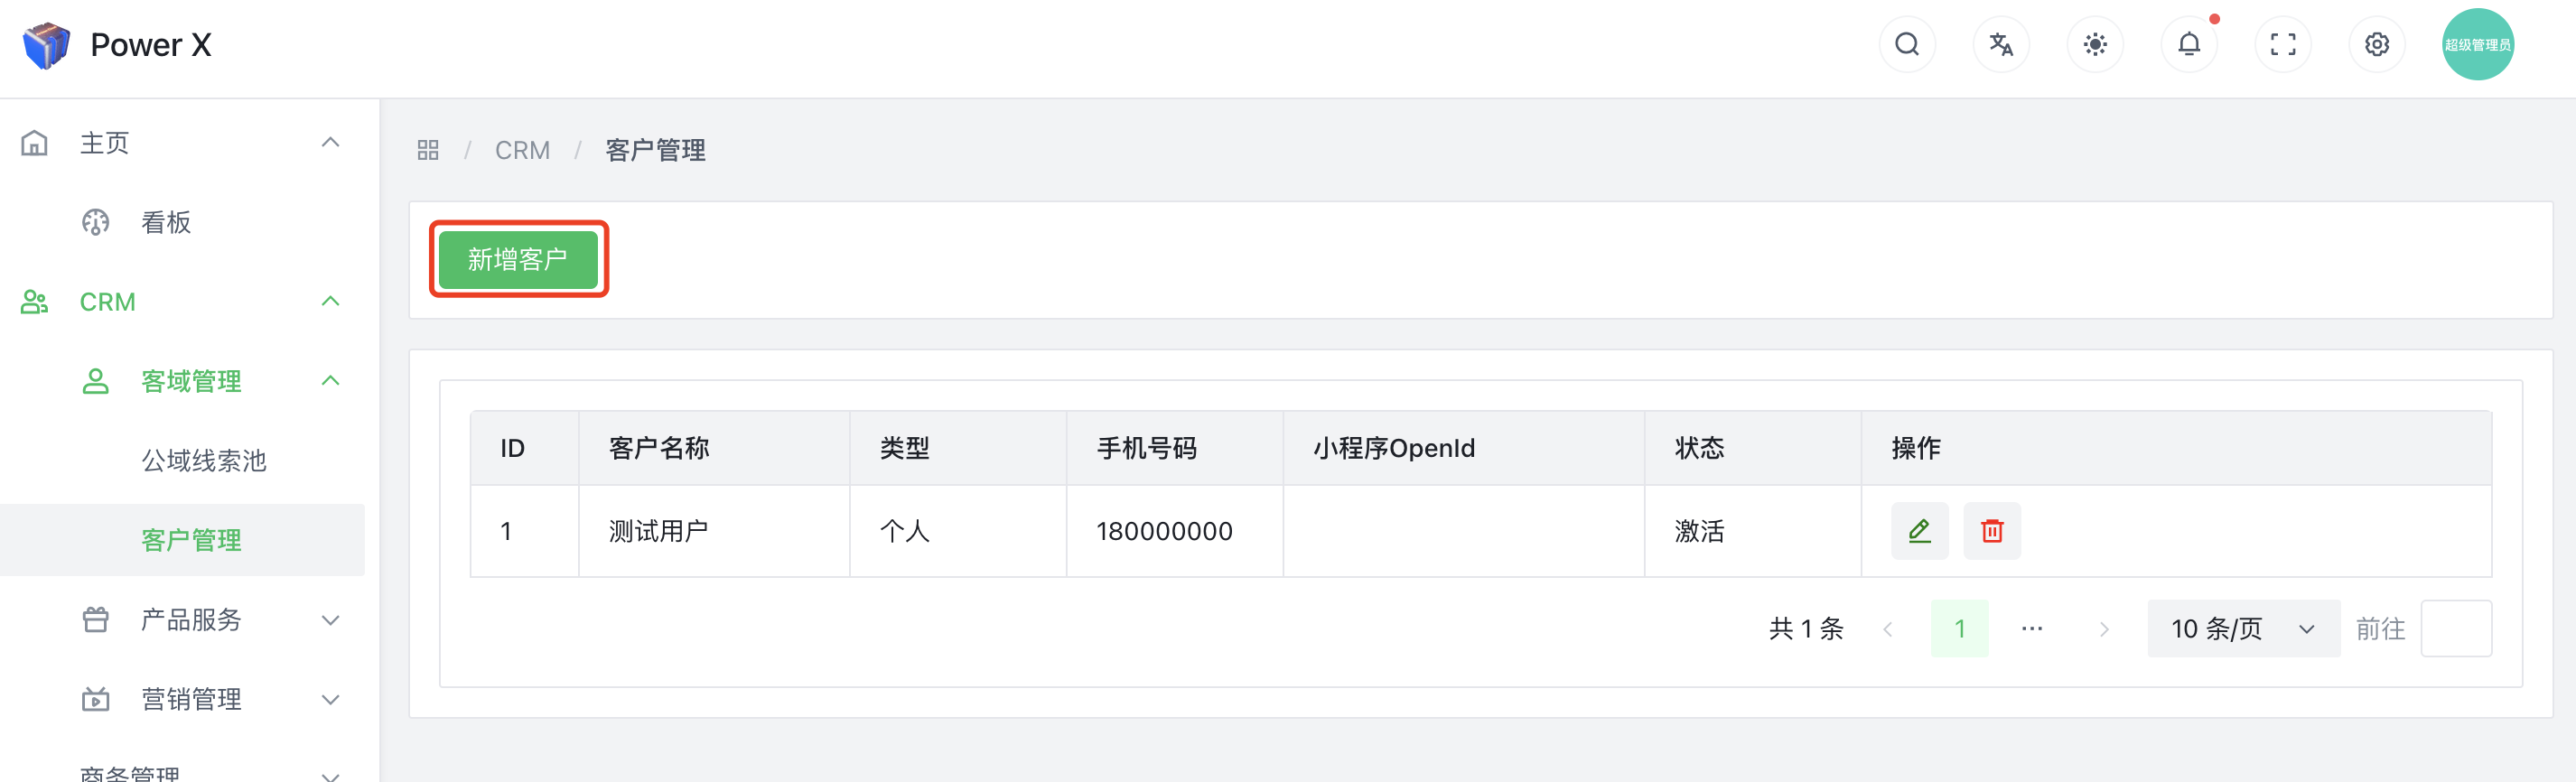 Power X
超级管理员
主页
看板
CRM
客域管理
公域线索池
客户管理
产品服务
营销管理
商务管理
/ CRM / 客户管理
新增客户
ID 客户名称 类型 手机号码 小程序OpenId 状态 操作
1 测试用户 个人 180000000 激活
共 1 条 1 ··· 10 条/页 前往